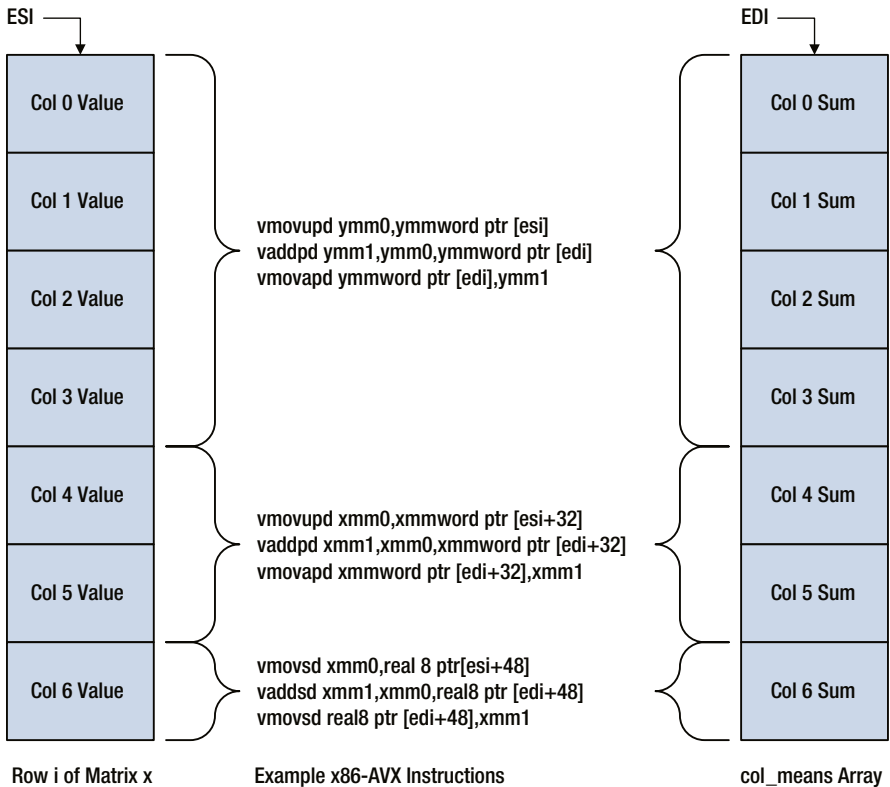 ESI
EDI
Col 0 Value
Col 1 Value
Col 2 Value
Col 3 Value
Col 4 Value
Col 5 Value
Col 6 Value
vmovupd ymm0,ymmword ptr [esi]
vaddpd ymm1,ymm0,ymmword ptr [edi]
vmovapd ymmword ptr [edi],ymm1
vmovupd xmm0,xmmword ptr [esi+32]
vaddpd xmm1,xmm0,xmmword ptr [edi+32]
vmovapd xmmword ptr [edi+32],xmm1
vmovsd xmm0,real 8 ptr[esi+48]
vaddsd xmm1,xmm0,real8 ptr [edi+48]
vmovsd real8 ptr [edi+48],xmm1
Col 0 Sum
Col 1 Sum
Col 2 Sum
Col 3 Sum
Col 4 Sum
Col 5 Sum
Col 6 Sum
Row i of Matrix x
Example x86-AVX Instructions
col_means Array